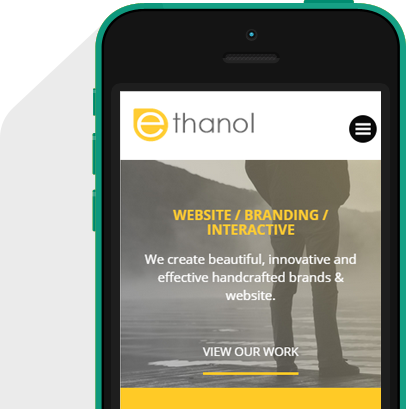 ethanol
WEBSITE / BRANDING /
INTERACTIVE
We create beautiful, innovative and
effective handcrafted brands &
website.
VIEW OUR WORK